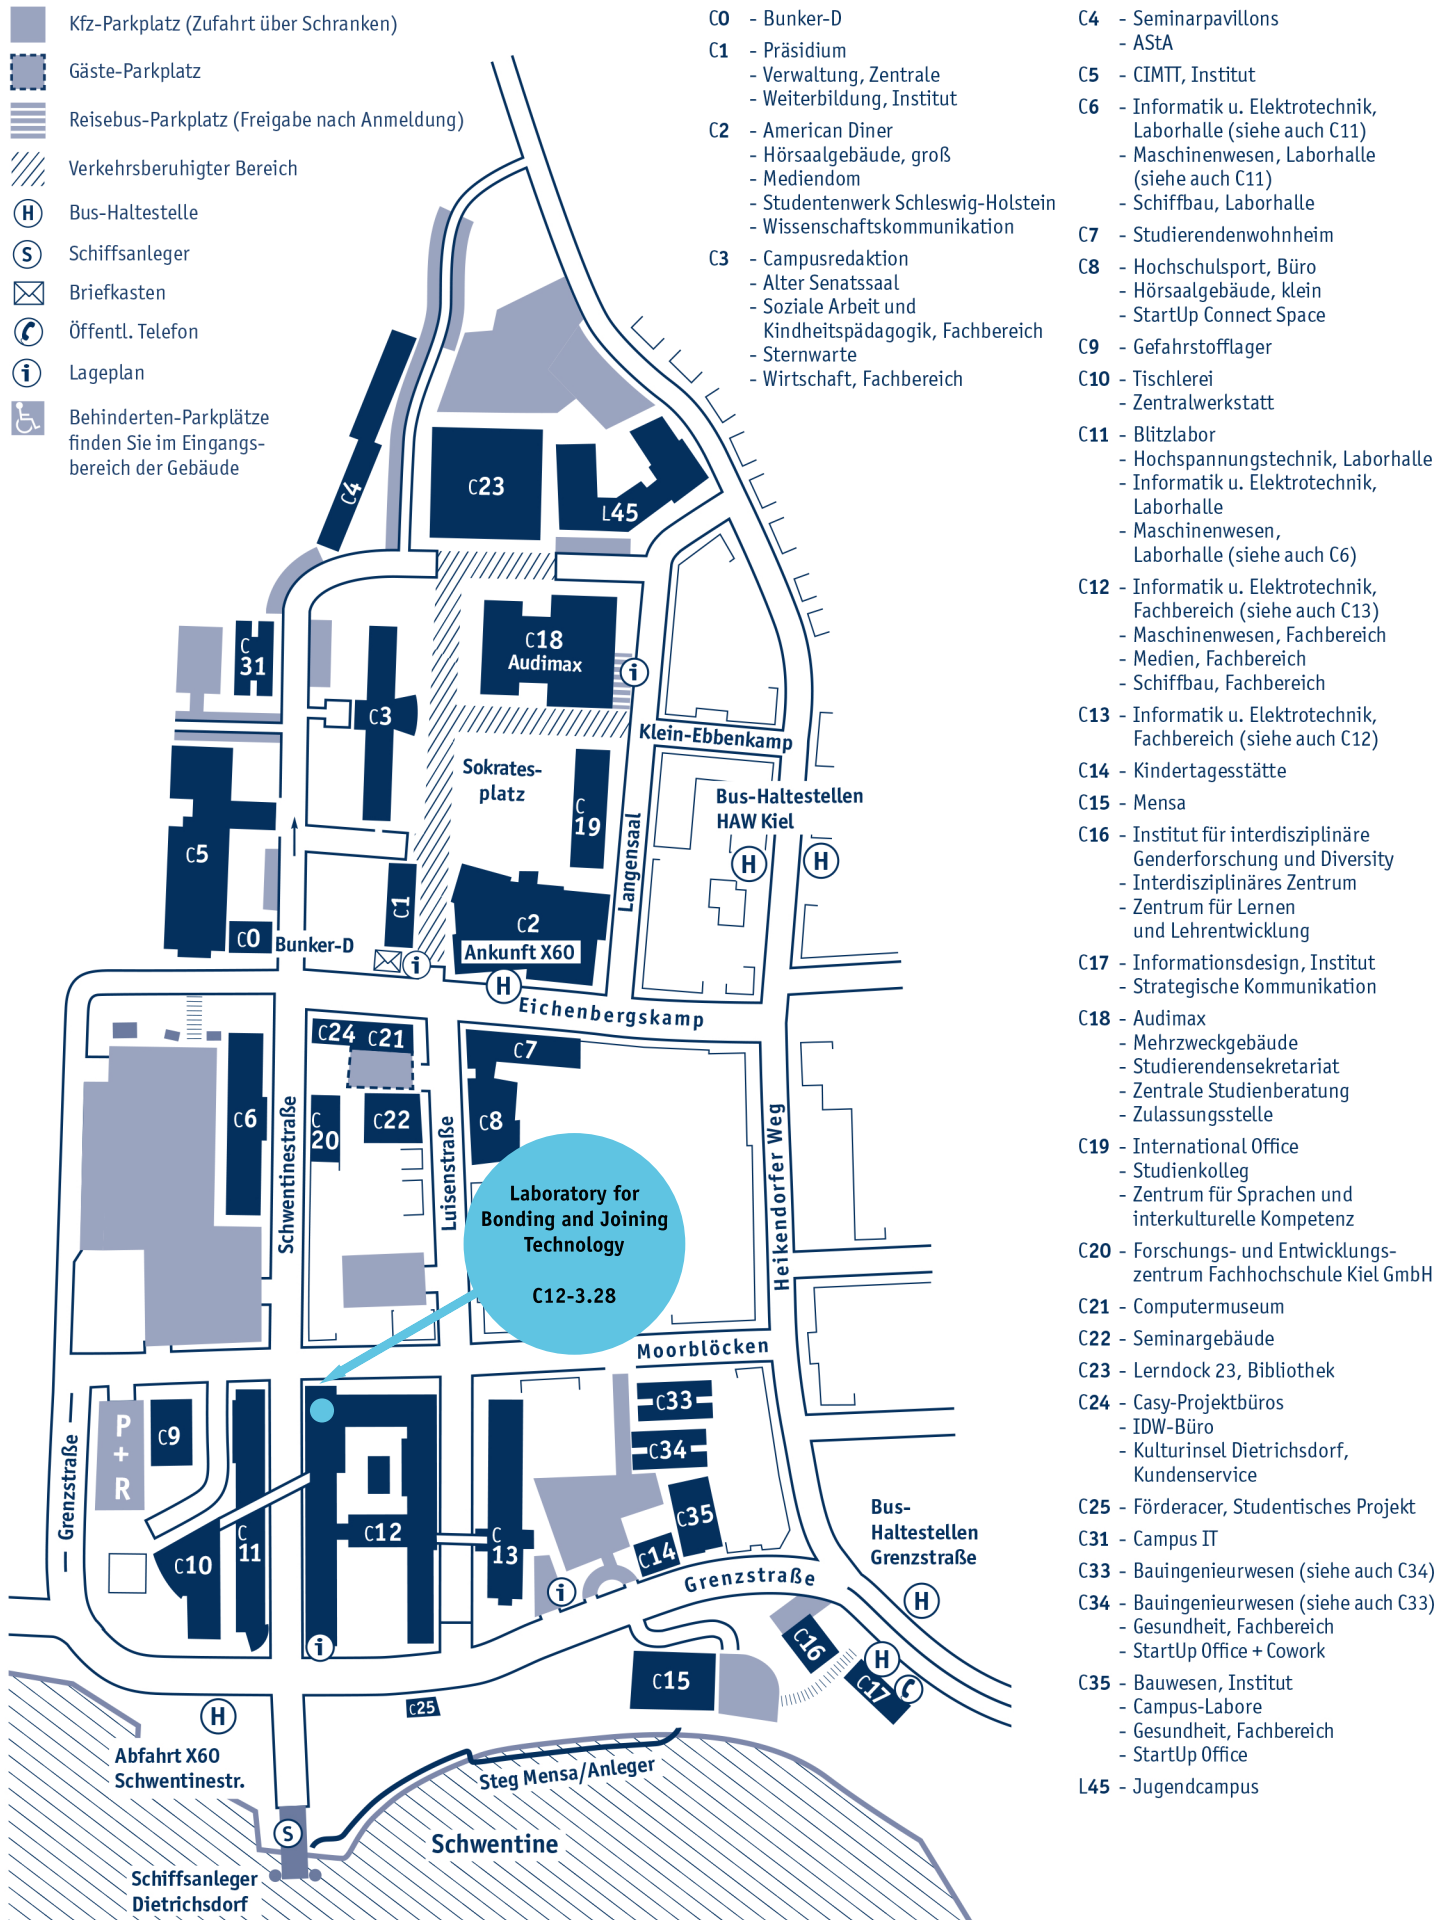 Kfz-Parkplatz (Zufahrt über Schranken)
Gäste-Parkplatz
Reisebus-Parkplatz (Freigabe nach Anmeldung)
Verkehrsberuhigter Bereich
H Bus-Haltestelle
S Schiffsanleger
Briefkasten
Öffentl. Telefon
i Lageplan
Behinderten-Parkplätze
finden Sie im Eingangs-
bereich der Gebäude
C0 - Bunker-D
C1 - Präsidium
- Verwaltung, Zentrale
- Weiterbildung, Institut
C2 - American Diner
- Hörsaalgebäude, groß
- Mediendom
- Studentenwerk Schleswig-Holstein
- Wissenschaftskommunikation
C3 - Campusredaktion
- Alter Senatssaal
- Soziale Arbeit und
Kindheitspädagogik, Fachbereich
- Sternwarte
- Wirtschaft, Fachbereich
C4 - Seminarpavillons
- AStA
C5 - CIMTT, Institut
C6 - Informatik u. Elektrotechnik,
Laborhalle (siehe auch C11)
- Maschinenwesen, Laborhalle
(siehe auch C11)
- Schiffbau, Laborhalle
C7 - Studierendenwohnheim
C8 - Hochschulsport, Büro
- Hörsaalgebäude, klein
- StartUp Connect Space
C9 - Gefahrstofflager
C10 - Tischlerei
- Zentralwerkstatt
C11 - Blitzlabor
- Hochspannungstechnik, Laborhalle
- Informatik u. Elektrotechnik,
Laborhalle
- Maschinenwesen,
Laborhalle (siehe auch C6)
C12 - Informatik u. Elektrotechnik,
Fachbereich (siehe auch C13)
- Maschinenwesen, Fachbereich
- Medien, Fachbereich
- Schiffbau, Fachbereich
C13 - Informatik u. Elektrotechnik,
Fachbereich (siehe auch C12)
C14 - Kindertagesstätte
C15 - Mensa
C16 - Institut für interdisziplinäre
Genderforschung und Diversity
- Interdisziplinäres Zentrum
- Zentrum für Lernen
und Lehrentwicklung
C17 - Informationsdesign, Institut
- Strategische Kommunikation
C18 - Audimax
- Mehrzweckgebäude
- Studierendensekretariat
- Zentrale Studienberatung
- Zulassungsstelle
C19 - International Office
- Studienkolleg
- Zentrum für Sprachen und
interkulturelle Kompetenz
C20 - Forschungs- und Entwicklungs-
zentrum Fachhochschule Kiel GmbH
C21 - Computermuseum
C22 - Seminargebäude
C23 - Lerndock 23, Bibliothek
C24 - Casy-Projektbüros
- IDW-Büro
- Kulturinsel Dietrichsdorf,
Kundenservice
C25 - Förderacer, Studentisches Projekt
C31 - Campus IT
C33 - Bauingenieurwesen (siehe auch C34)
C34 - Bauingenieurwesen (siehe auch C33)
- Gesundheit, Fachbereich
- StartUp Office + Cowork
C35 - Bauwesen, Institut
- Campus-Labore
- Gesundheit, Fachbereich
- StartUp Office
L45 - Jugendcampus
C4
C23
L45
C
31
C18
Audimax
i
C3
Klein-Ebbenkamp
Sokrates-
platz
C
19
Langensaal
Bus-Haltestellen
HAW Kiel
H
H
C5
C1
C2
Ankunft X60
C0
Bunker-D
i
H
Eichenbergskamp
C24
C21
C7
C6
C
20
C22
C8
Schwentinestraße
Luisenstraße
Heikendorfer Weg
Laboratory for
Bonding and Joining
Technology
C12-3.28
Moorblöcken
C33
C34
C35
C14
P
+
R
C9
Grenzstraße
C10
C
11
C12
C
13
i
i
Grenzstraße
Bus-
Haltestellen
Grenzstraße
H
C16
H
C17
C15
C25
H
Abfahrt X60
Schwentinestr.
Steg Mensa/Anleger
S
Schwentine
Schiffsanleger
Dietrichsdorf